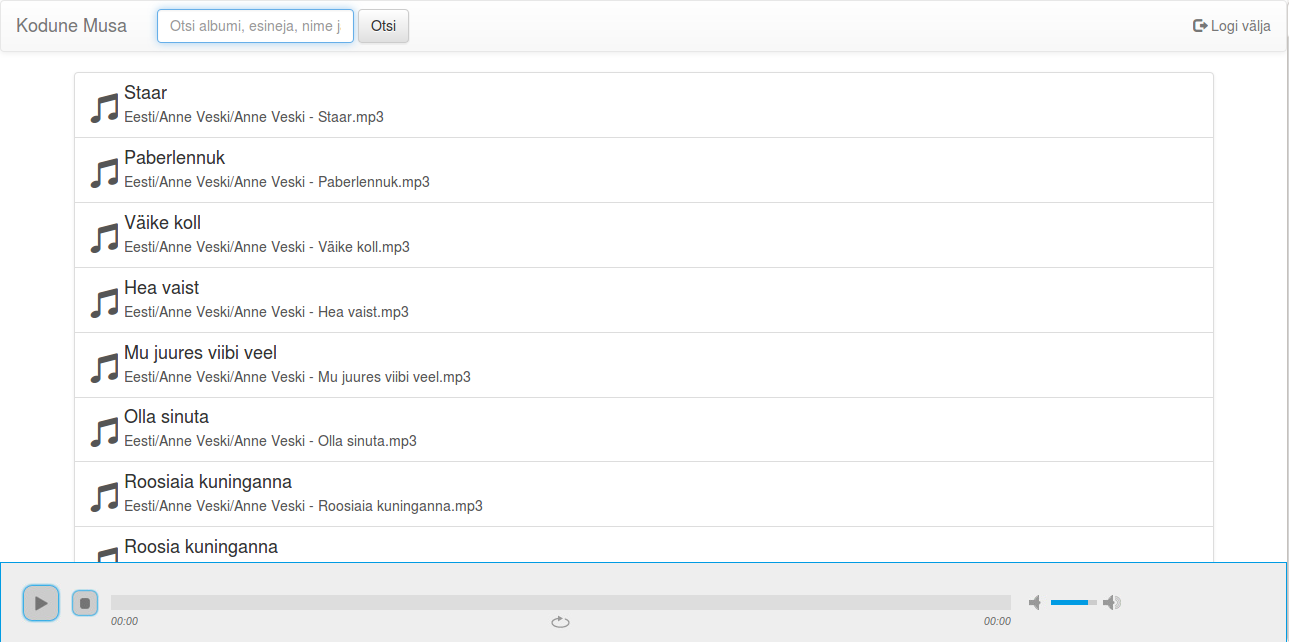 Kodune Musa
Otsi albumi, esineja, nime j
Otsi
Logi välja
Staar
Eesti/Anne Veski/Anne Veski - Staar.mp3
Paberlennuk
Eesti/Anne Veski/Anne Veski - Paberlennuk.mp3
Väike koll
Eesti/Anne Veski/Anne Veski - Väike koll.mp3
Hea vaist
Eesti/Anne Veski/Anne Veski - Hea vaist.mp3
Mu juures viibi veel
Eesti/Anne Veski/Anne Veski - Mu juures viibi veel.mp3
Olla sinuta
Eesti/Anne Veski/Anne Veski - Olla sinuta.mp3
Roosiaia kuninganna
Eesti/Anne Veski/Anne Veski - Roosiaia kuninganna.mp3
Roosia kuninganna
00:00
00:00